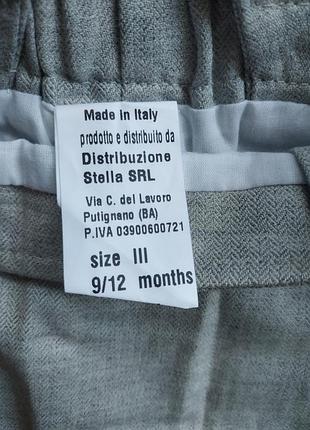 Made in Italy
prodotto e distribuito da
Distribuzione
Stella SRL
Via C. del Lavoro
Putignano (BA)
P.IVA 03900600721
size III
9/12 months